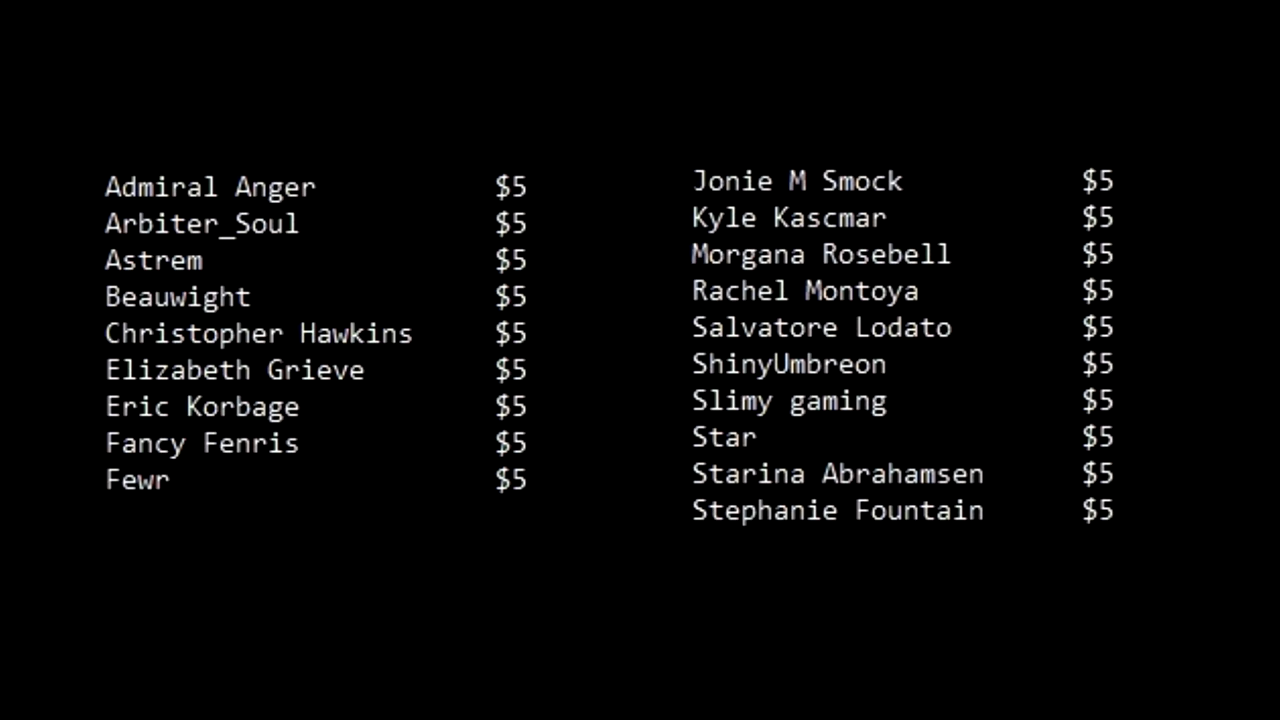 Admiral Anger $5
Arbiter_Soul $5
Astrem $5
Beauwight $5
Christopher Hawkins $5
Elizabeth Grieve $5
Eric Korbage $5
Fancy Fenris $5
Fewr $5
Jonie M Smock $5
Kyle Kascmar $5
Morgana Rosebell $5
Rachel Montoya $5
Salvatore Lodato $5
ShinyUmbreon $5
Slimy gaming $5
Star $5
Starina Abrahamsen $5
Stephanie Fountain $5